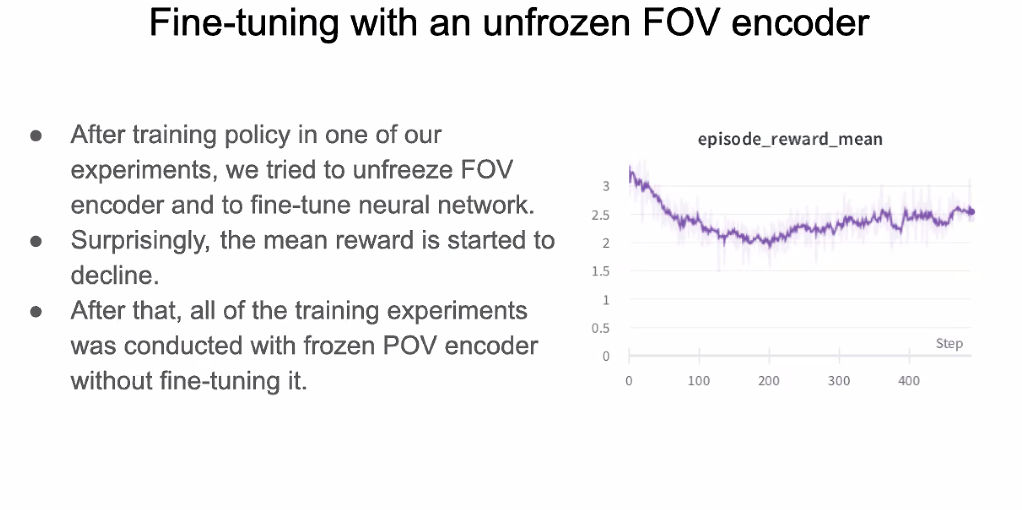 Fine-tuning with an unfrozen FOV encoder
● After training policy in one of our
experiments, we tried to unfreeze FOV
encoder and to fine-tune neural network.
● Surprisingly, the mean reward is started to
decline.
● After that, all of the training experiments
was conducted with frozen POV encoder
without fine-tuning it.
episode_reward_mean
3
2.5
2
1.5
1
0.5
0
Step
0 100 200 300 400